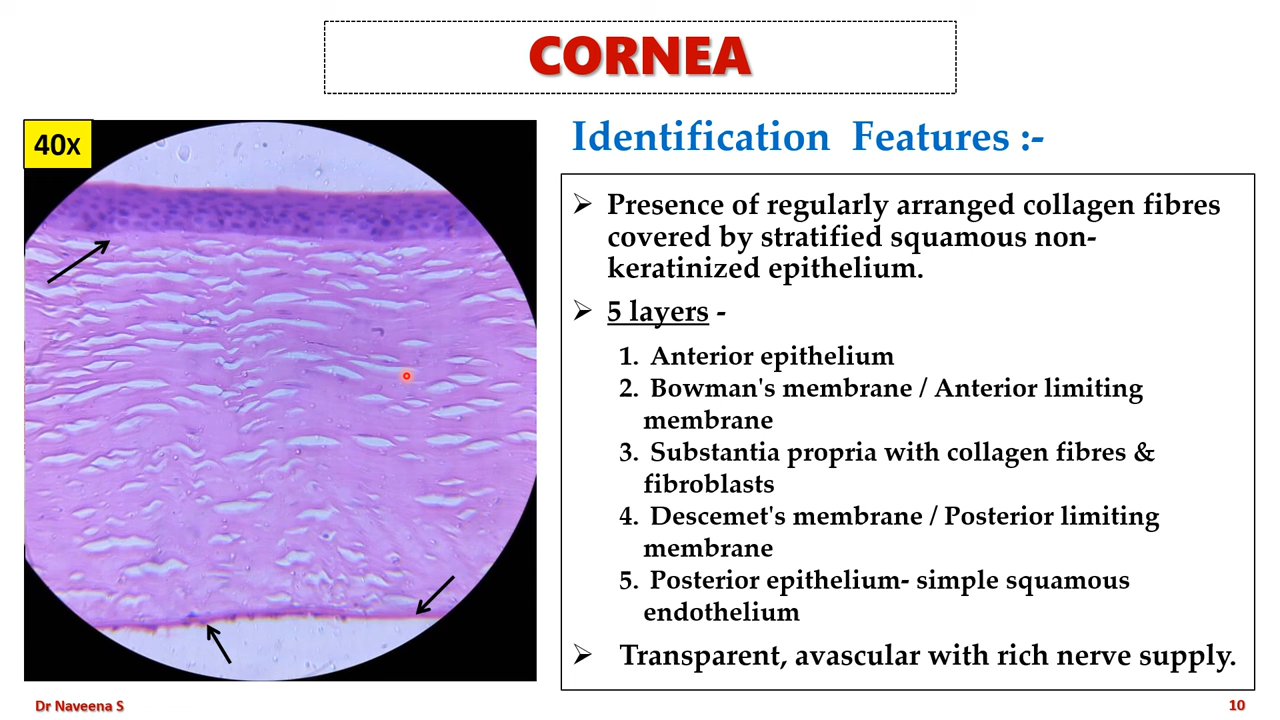 CORNEA
40x
Identification Features :-
➢ Presence of regularly arranged collagen fibres
covered by stratified squamous non-
keratinized epithelium.
➢ 5 layers -
1. Anterior epithelium
2. Bowman's membrane / Anterior limiting
membrane
3. Substantia propria with collagen fibres &
fibroblasts
4. Descemet's membrane / Posterior limiting
membrane
5. Posterior epithelium- simple squamous
endothelium
➢ Transparent, avascular with rich nerve supply.
Dr Naveena S
10